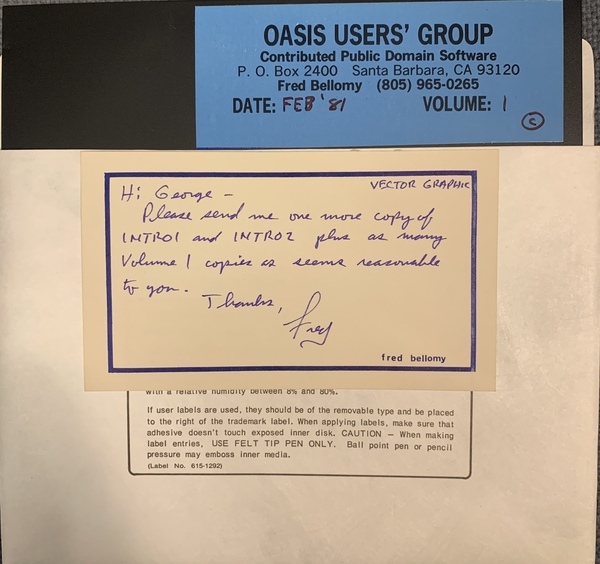 OASIS USERS' GROUP
Contributed Public Domain Software
P. O. Box 2400 Santa Barbara, CA 93120
Fred Bellomy (805) 965-0265
DATE: FEB '81 VOLUME: 1
C
VECTOR GRAPHIC
Hi George -
Please send me one more copy of
INTRO1 and INTRO2 plus as many
Volume 1 copies as seems reasonable
to you.
Thanks,
Fred
fred bellomy
with a relative humidity between 8% and 80%.
If user labels are used, they should be of the removable type and be placed
to the right of the trademark label. When applying labels, make sure that
adhesive doesn't touch exposed inner disk. CAUTION — When making
label entries, USE FELT TIP PEN ONLY. Ball point pen or pencil
pressure may emboss inner media.
(Label No. 615-1292)